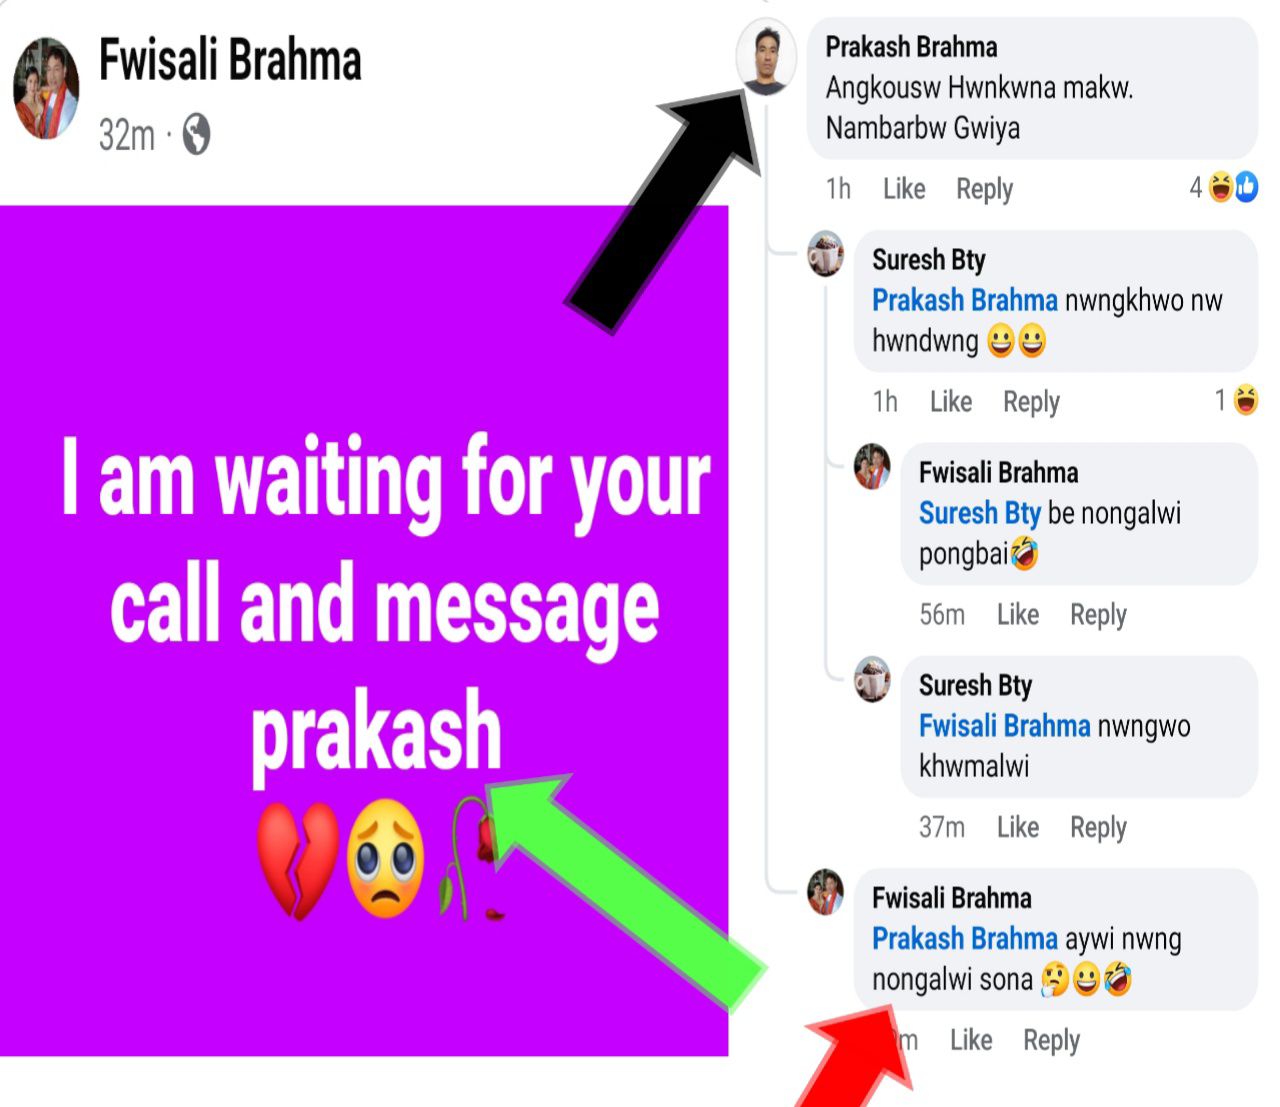 Fwisali Brahma
32m ·
I am waiting for your
call and message
prakash
Prakash Brahma
Angkousw Hwnkwna makw.
Nambarbw Gwiya
1h Like Reply 4
Suresh Bty
Prakash Brahma nwngkhwo nw
hwndwng 😀😀
1h Like Reply 1
Fwisali Brahma
Suresh Bty be nongalwi
pongbai🤣
56m Like Reply
Suresh Bty
Fwisali Brahma nwngwo
khwmalwi
37m Like Reply
Fwisali Brahma
Prakash Brahma aywi nwng
nongalwi sona 🤔😀🤣
Like Reply